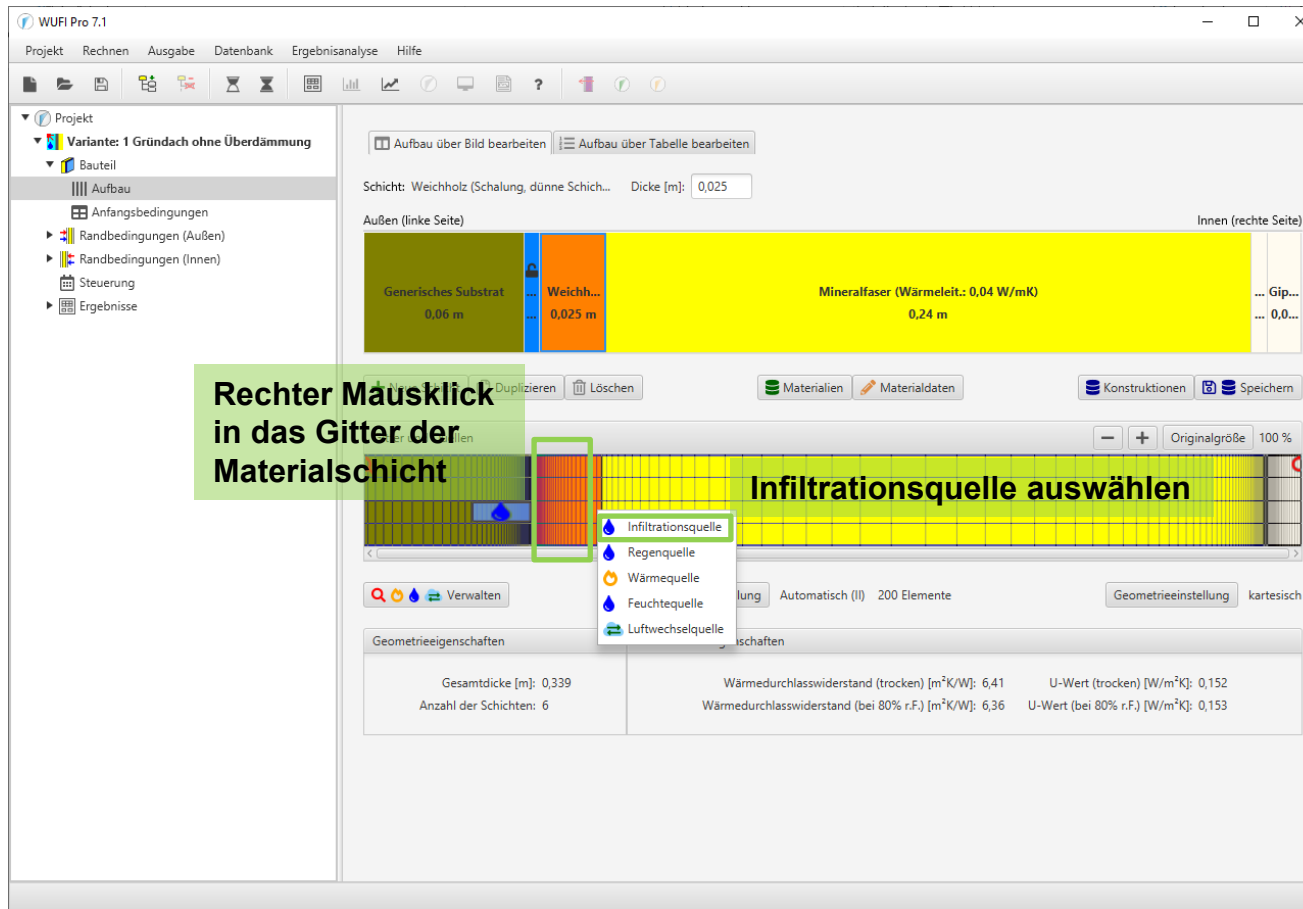 WUFI Pro 7.1
Projekt Rechnen Ausgabe Datenbank Ergebnisanalyse Hilfe
?
Projekt
Variante: 1 Gründach ohne Überdämmung
Bauteil
Aufbau
Anfangsbedingungen
Randbedingungen (Außen)
Randbedingungen (Innen)
Steuerung
Ergebnisse
Aufbau über Bild bearbeiten Aufbau über Tabelle bearbeiten
Schicht: Weichholz (Schalung, dünne Schich... Dicke [m]: 0,025
Außen (linke Seite) Innen (rechte Seite)
Generisches Substrat ... Weichh... Mineralfaser (Wärmeleit.: 0,04 W/mK) ... Gip...
0,06 m ... 0,025 m 0,24 m ... 0,0...
Duplizieren Löschen Materialien Materialdaten Konstruktionen Speichern
Rechter Mausklick
in das Gitter der
Materialschicht
Originalgröße 100 %
Infiltrationsquelle auswählen
Infiltrationsquelle
Regenquelle
Wärmequelle
Feuchtequelle
Luftwechselquelle
Verwalten lung Automatisch (II) 200 Elemente Geometrieeinstellung kartesisch
Geometrieeigenschaften schaften
Gesamtdicke [m]: 0,339 Wärmedurchlasswiderstand (trocken) [m²K/W]: 6,41 U-Wert (trocken) [W/m²K]: 0,152
Anzahl der Schichten: 6 Wärmedurchlasswiderstand (bei 80% r.F.) [m²K/W]: 6,36 U-Wert (bei 80% r.F.) [W/m²K]: 0,153